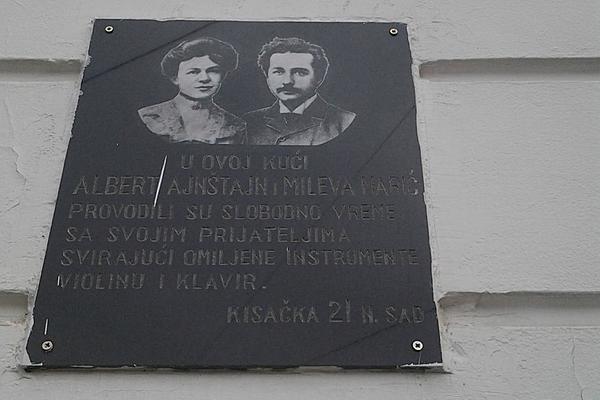 U OVOJ KUĆI
ALBERT AJNŠTAJN I MILEVA MARIĆ
PROVODILI SU SLOBODNO VREME
SA SVOJIM PRIJATELJIMA
SVIRAJUĆI OMILJENE INSTROMENTE
VIOLINU I KLAVIR.
KISAČKA 21 N. SAD